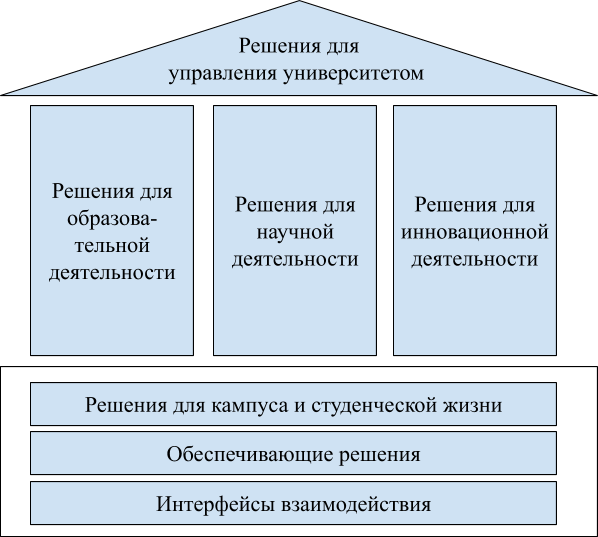 Решения для
управления университетом
Решения для
образова-
тельной
деятельности
Решения для
научной
деятельности
Решения для
инновационной
деятельности
Решения для кампуса и студенческой жизни
Обеспечивающие решения
Интерфейсы взаимодействия